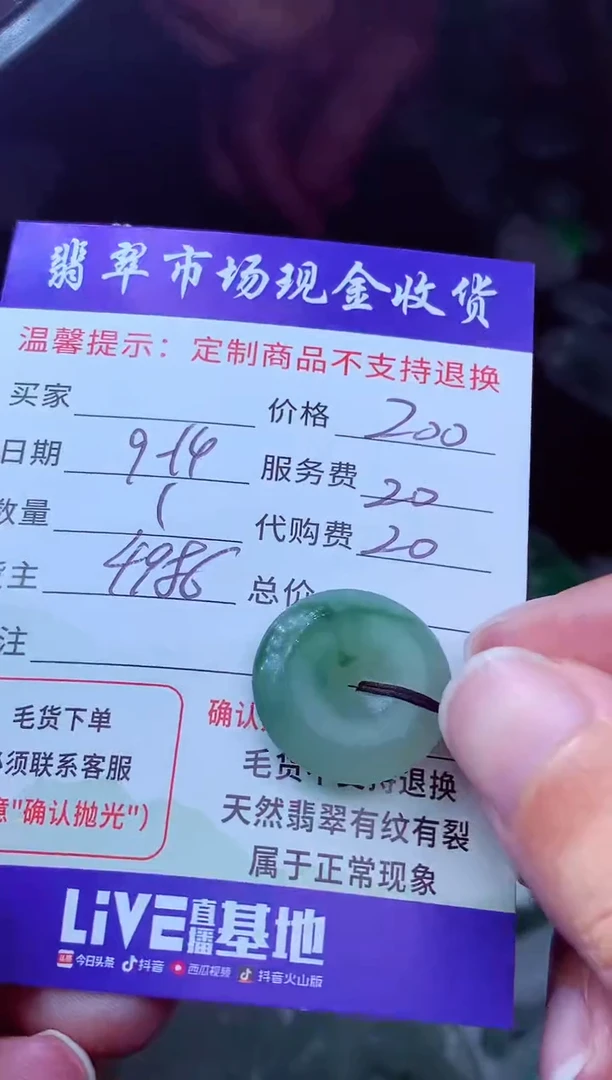 翡翠市场现金收货
温馨提示：定制商品不支持退换
买家 价格 200
日期 9-14 服务费 20
数量 1 代购费 20
主 4986 总价
注
毛货下单
须联系客服
"确认抛光")
确认
毛货不支持退换
天然翡翠有纹有裂
属于正常现象
LiVE直播基地
头条 今日头条 抖音 西瓜视频 抖音火山版